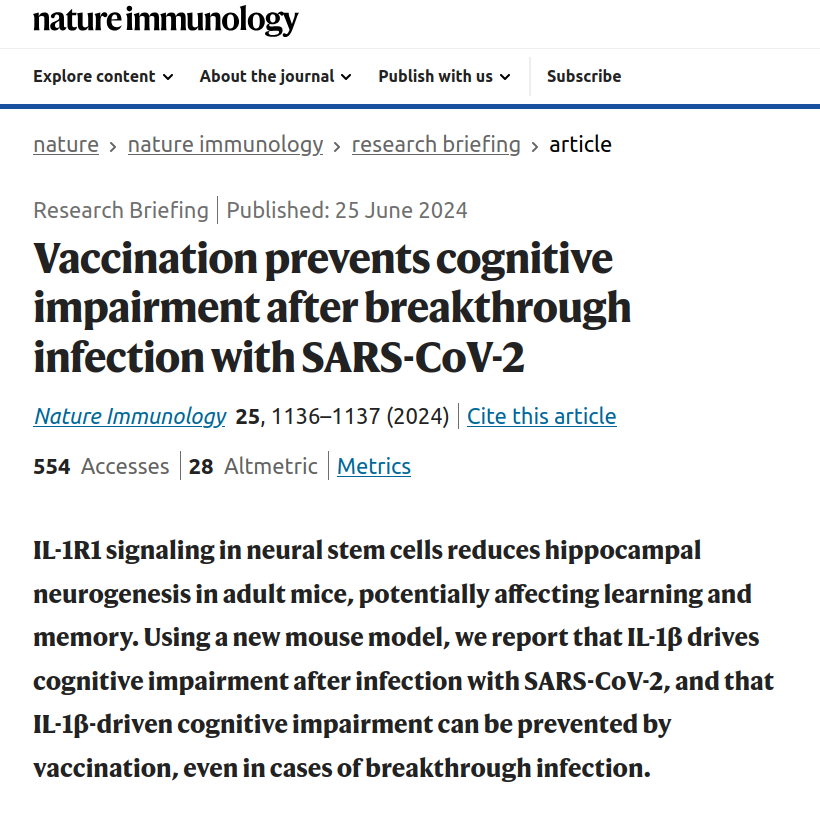 nature immunology
Explore content About the journal Publish with us Subscribe
nature > nature immunology > research briefing > article
Research Briefing | Published: 25 June 2024
Vaccination prevents cognitive
impairment after breakthrough
infection with SARS-CoV-2
Nature Immunology 25, 1136–1137 (2024) | Cite this article
554 Accesses | 28 Altmetric | Metrics
IL-1R1 signaling in neural stem cells reduces hippocampal
neurogenesis in adult mice, potentially affecting learning and
memory. Using a new mouse model, we report that IL-1β drives
cognitive impairment after infection with SARS-CoV-2, and that
IL-1β-driven cognitive impairment can be prevented by
vaccination, even in cases of breakthrough infection.